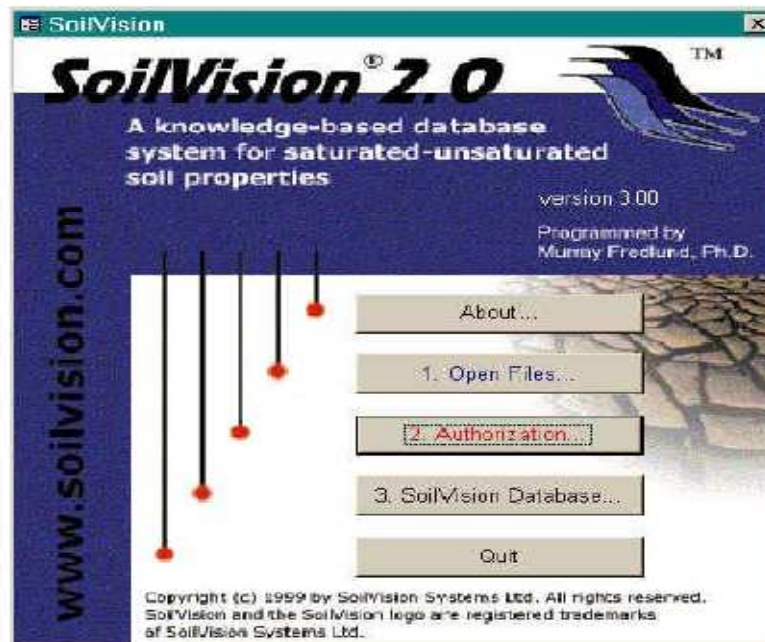 SoilVision
SoilVision® 2.0
TM
A knowledge-based database
system for saturated-unsaturated
soil properties
version 3.00
Programmed by
Murray Fredlund, Ph.D.
www.soilvision.com
About...
1. Open Files...
2. Authorization...
3. SoilVision Database...
Quit
Copyright (c) 1999 by SoilVision Systems Ltd. All rights reserved.
SoilVision and the SoilVision logo are registered trademarks
of SoilVision Systems Ltd.